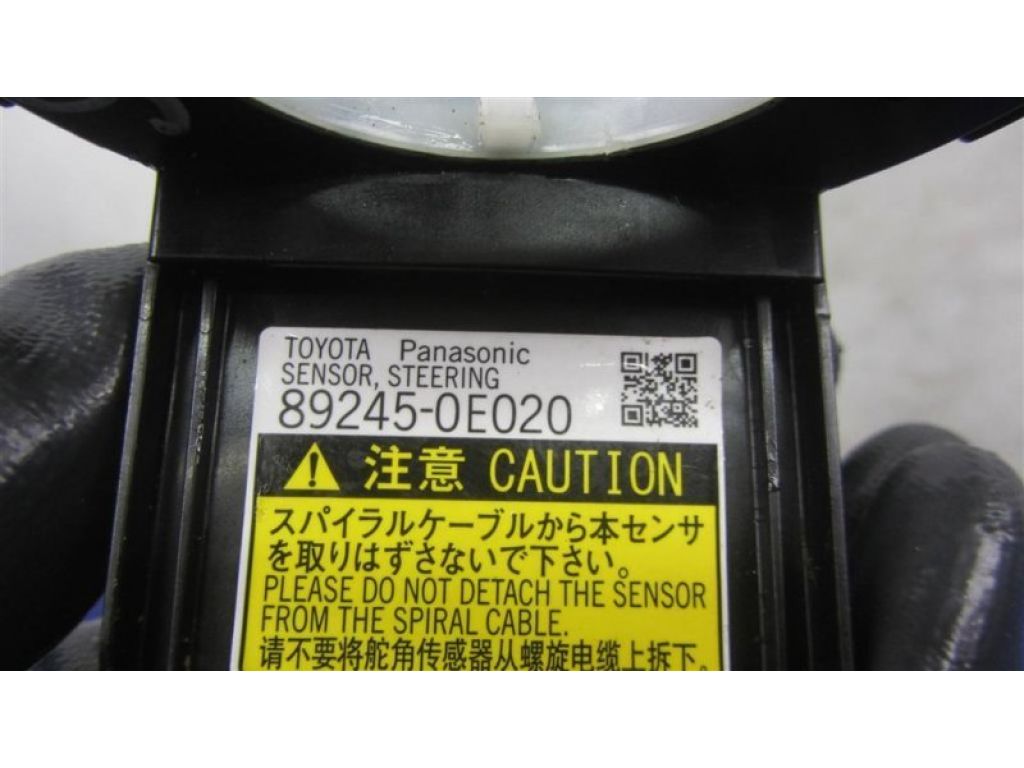 TOYOTA Panasonic
SENSOR, STEERING
89245-0E020
注意 CAUTION
スパイラルケーブルから本センサ
を取りはずさないで下さい。
PLEASE DO NOT DETACH THE SENSOR
FROM THE SPIRAL CABLE.
请不要将舵角传感器从螺旋电缆上拆下。